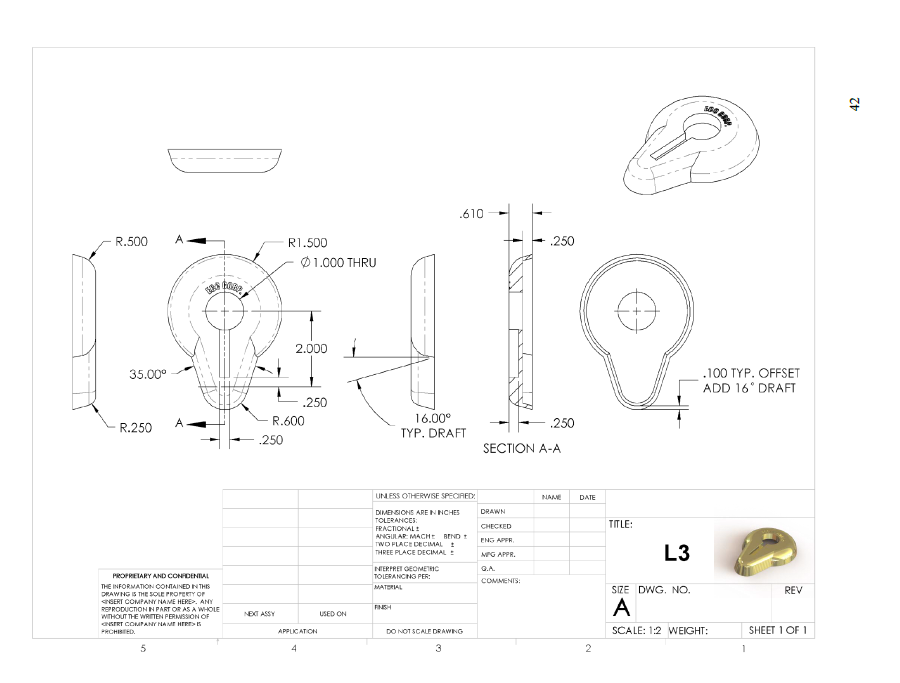 42
LGG CORP.
.610
.250
R.500
A
R1.500
∅1.000 THRU
LGG CORP.
2.000
35.00°
.250
R.250
A
R.600
.250
16.00°
TYP. DRAFT
.250
SECTION A-A
.100 TYP. OFFSET
ADD 16° DRAFT
UNLESS OTHERWISE SPECIFIED:
DIMENSIONS ARE IN INCHES
TOLERANCES:
FRACTIONAL ±
ANGULAR: MACH ± BEND ±
TWO PLACE DECIMAL ±
THREE PLACE DECIMAL ±
INTERPRET GEOMETRIC
TOLERANCING PER:
MATERIAL
FINISH
DO NOT SCALE DRAWING
NAME DATE
DRAWN
CHECKED
ENG APPR.
MFG APPR.
Q.A.
COMMENTS:
PROPRIETARY AND CONFIDENTIAL
THE INFORMATION CONTAINED IN THIS
DRAWING IS THE SOLE PROPERTY OF
<INSERT COMPANY NAME HERE>. ANY
REPRODUCTION IN PART OR AS A WHOLE
WITHOUT THE WRITTEN PERMISSION OF
<INSERT COMPANY NAME HERE> IS
PROHIBITED.
NEXT ASSY USED ON
APPLICATION
TITLE:
L3
SIZE DWG. NO. REV
A
SCALE: 1:2 WEIGHT: SHEET 1 OF 1
5 4 3 2 1